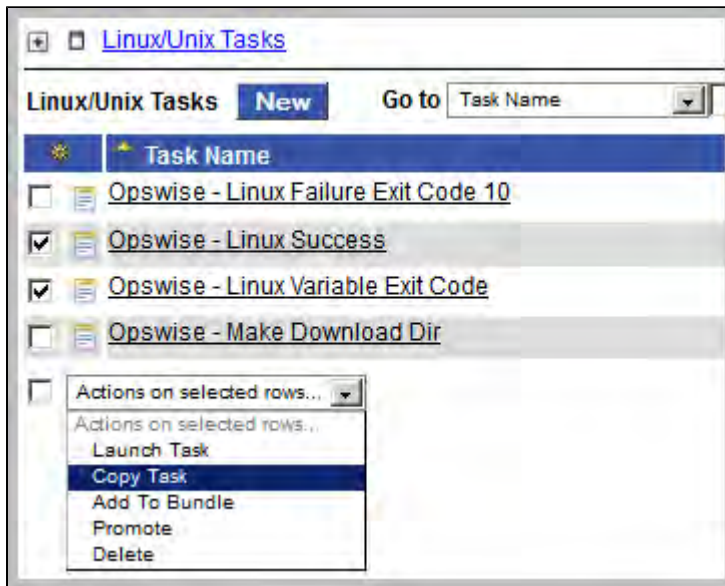 Linux/Unix Tasks
Linux/Unix Tasks New Go to Task Name
Task Name
Opswise - Linux Failure Exit Code 10
Opswise - Linux Success
Opswise - Linux Variable Exit Code
Opswise - Make Download Dir
Actions on selected rows...
Actions on selected rows...
Launch Task
Copy Task
Add To Bundle
Promote
Delete